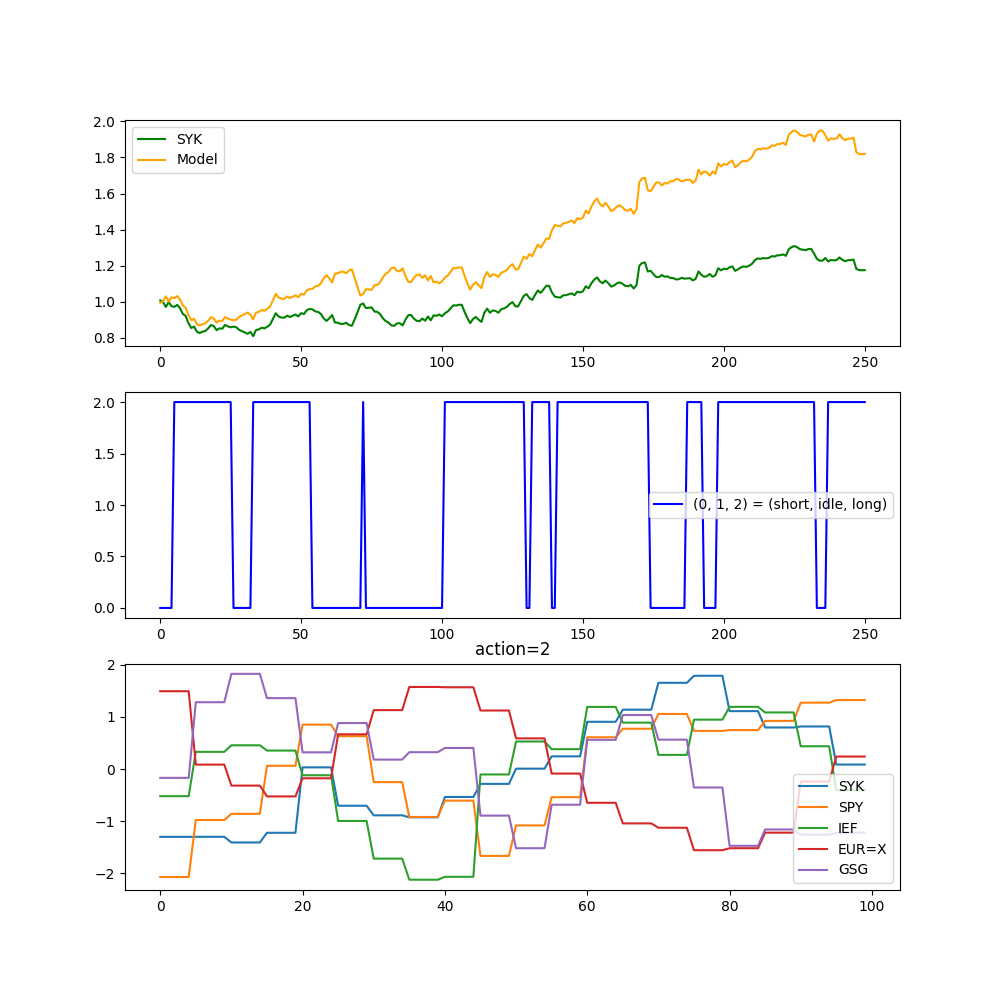 2.0
1.8
1.6
1.4
1.2
1.0
0.8
SYK
Model
0 50 100 150 200 250
2.0
1.5
1.0
0.5
0.0
(0, 1, 2) = (short, idle, long)
0 50 100 150 200 250
action=2
2
1
0
−1
−2
SYK
SPY
IEF
EUR=X
GSG
0 20 40 60 80 100